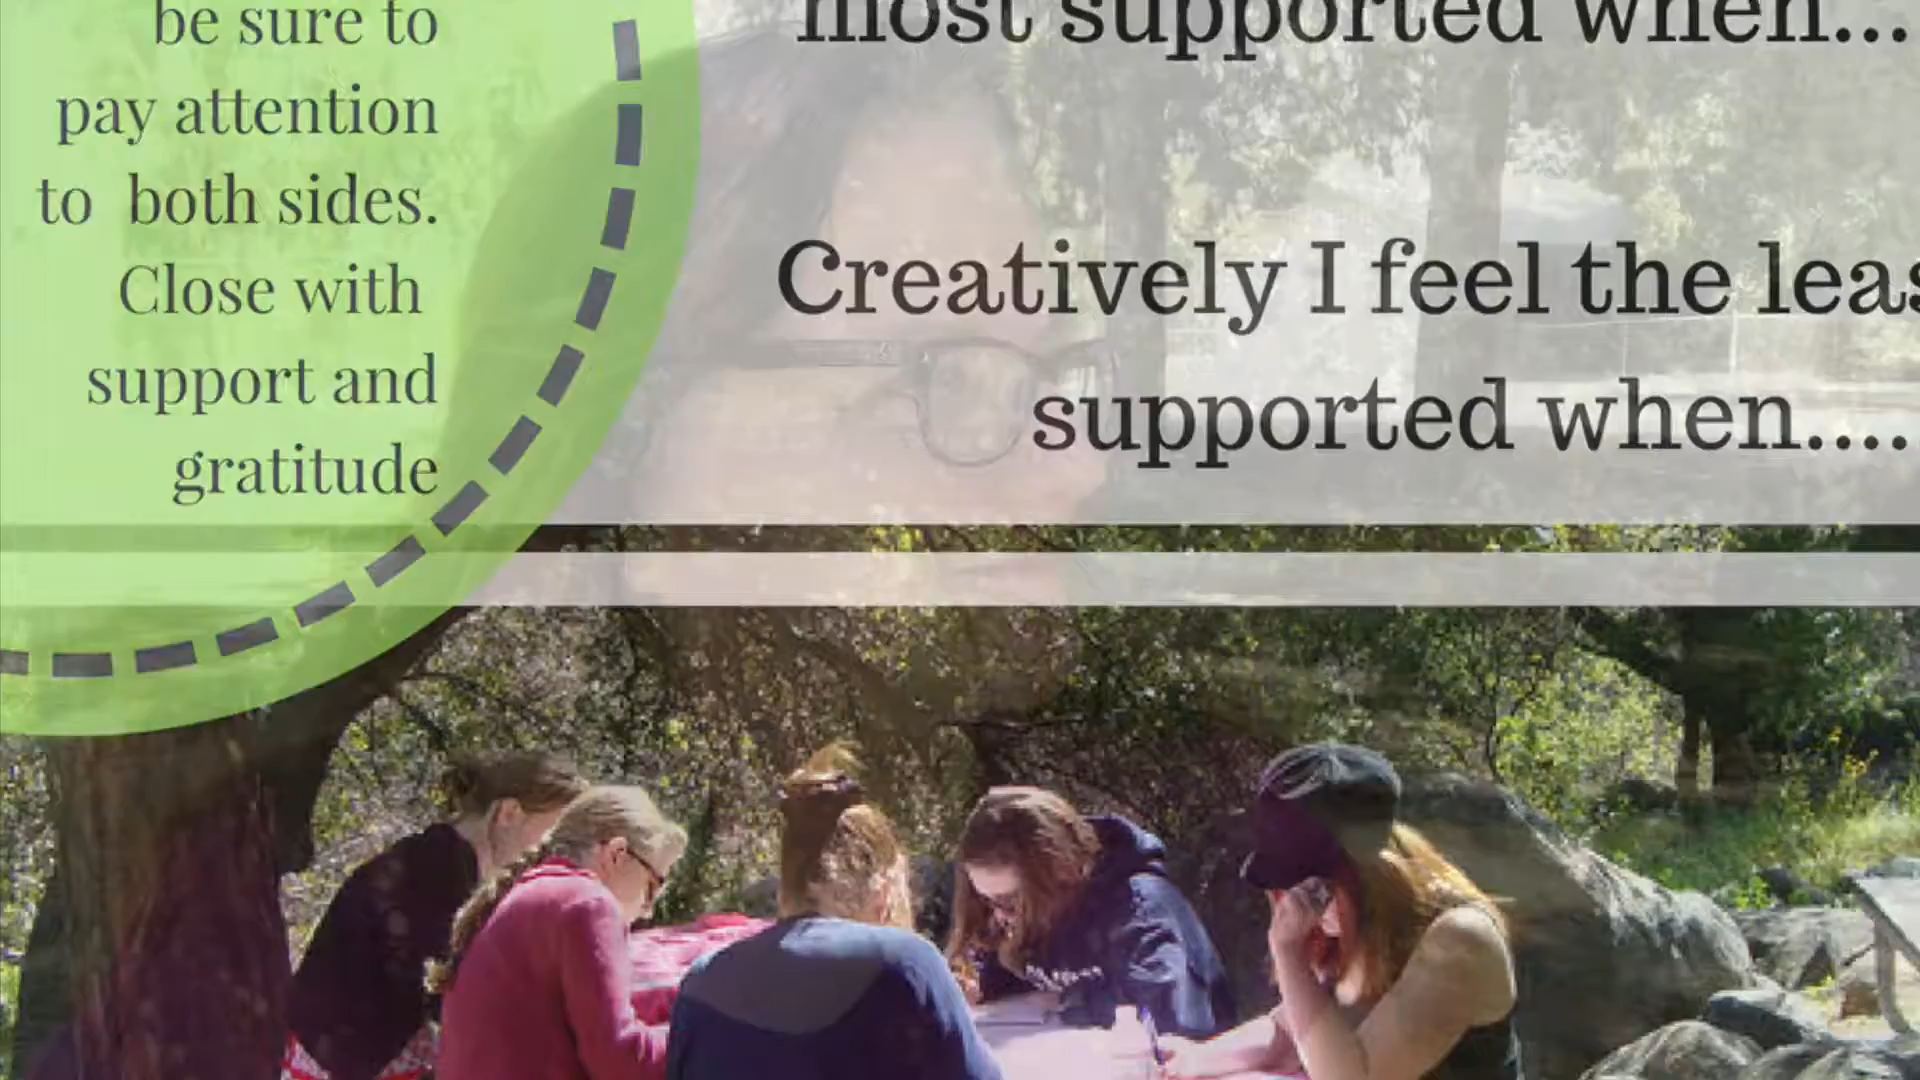 be sure to
pay attention
to both sides.
Close with
support and
gratitude
most supported when...
Creatively I feel the leas
supported when....